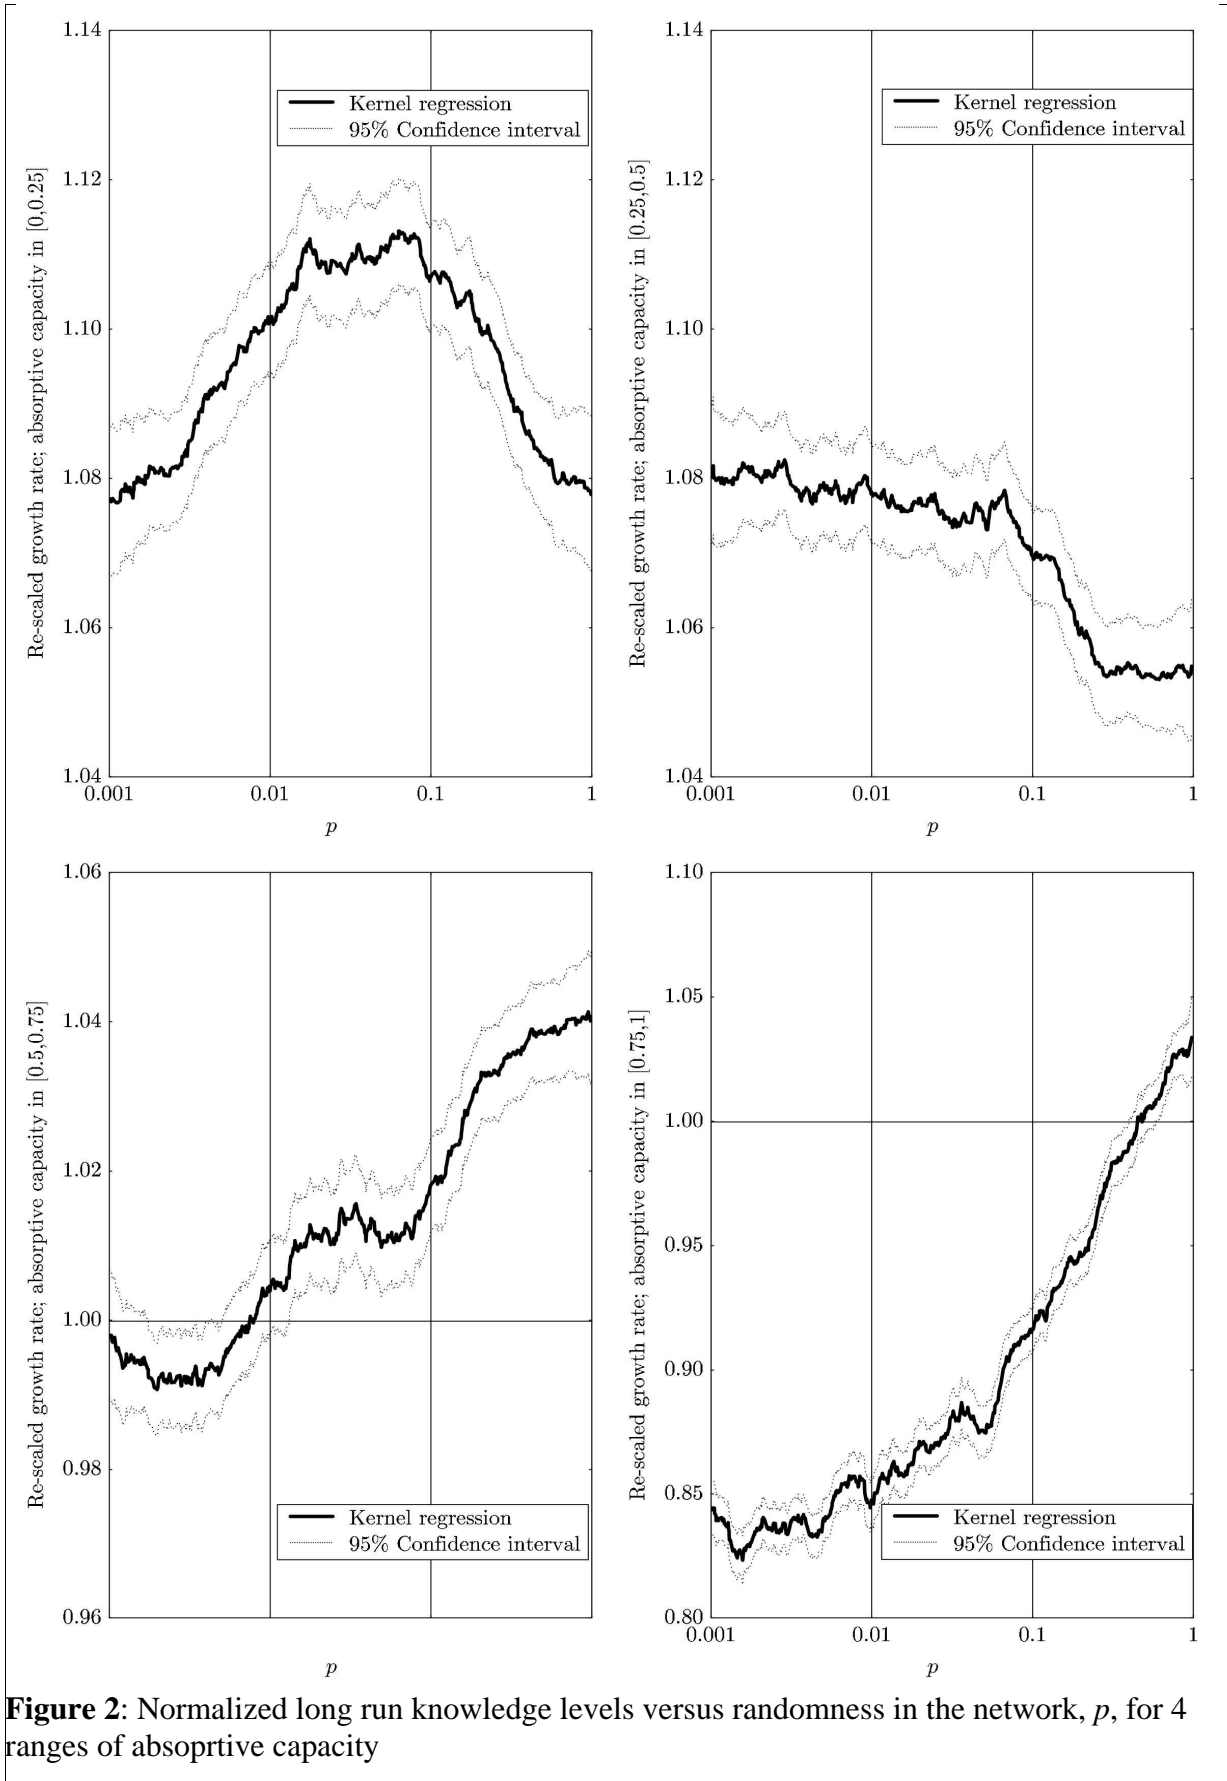 1.14
Kernel regression
95% Confidence interval
1.12
1.10
1.08
1.06
1.04
0.001
0.01
0.1
1
p
Re-scaled growth rate; absorptive capacity in [0,0.25]
1.14
Kernel regression
95% Confidence interval
1.12
1.10
1.08
1.06
1.04
0.001
0.01
0.1
1
p
Re-scaled growth rate; absorptive capacity in [0.25,0.5]
1.06
1.04
1.02
1.00
0.98
0.96
Kernel regression
95% Confidence interval
p
Re-scaled growth rate; absorptive capacity in [0.5,0.75]
1.10
1.05
1.00
0.95
0.90
0.85
0.80
Kernel regression
95% Confidence interval
0.001
0.01
0.1
1
p
Re-scaled growth rate; absorptive capacity in [0.75,1]
Figure 2: Normalized long run knowledge levels versus randomness in the network, p, for 4
ranges of absoprtive capacity